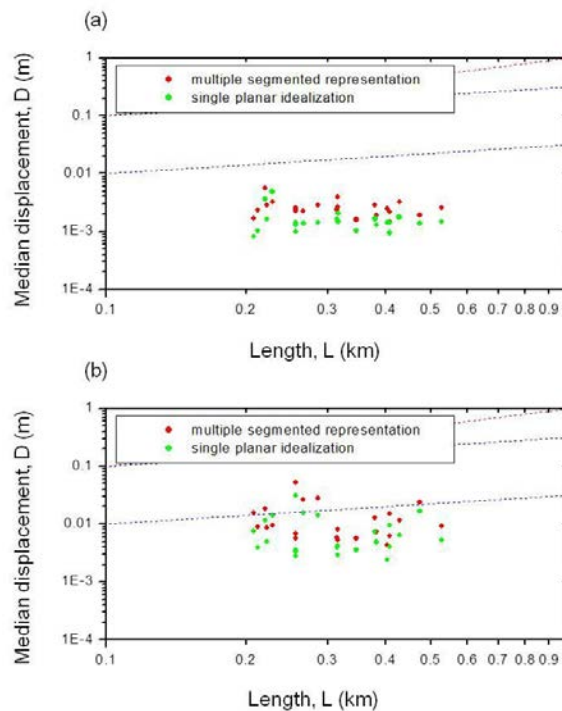 (a)
Median displacement, D (m)
1
0.1
0.01
1E-3
1E-4
multiple segmented representation
single planar idealization
0.1 0.2 0.3 0.4 0.5 0.6 0.7 0.8 0.9
Length, L (km)
(b)
Median displacement, D (m)
1
0.1
0.01
1E-3
1E-4
multiple segmented representation
single planar idealization
0.1 0.2 0.3 0.4 0.5 0.6 0.7 0.8 0.9
Length, L (km)